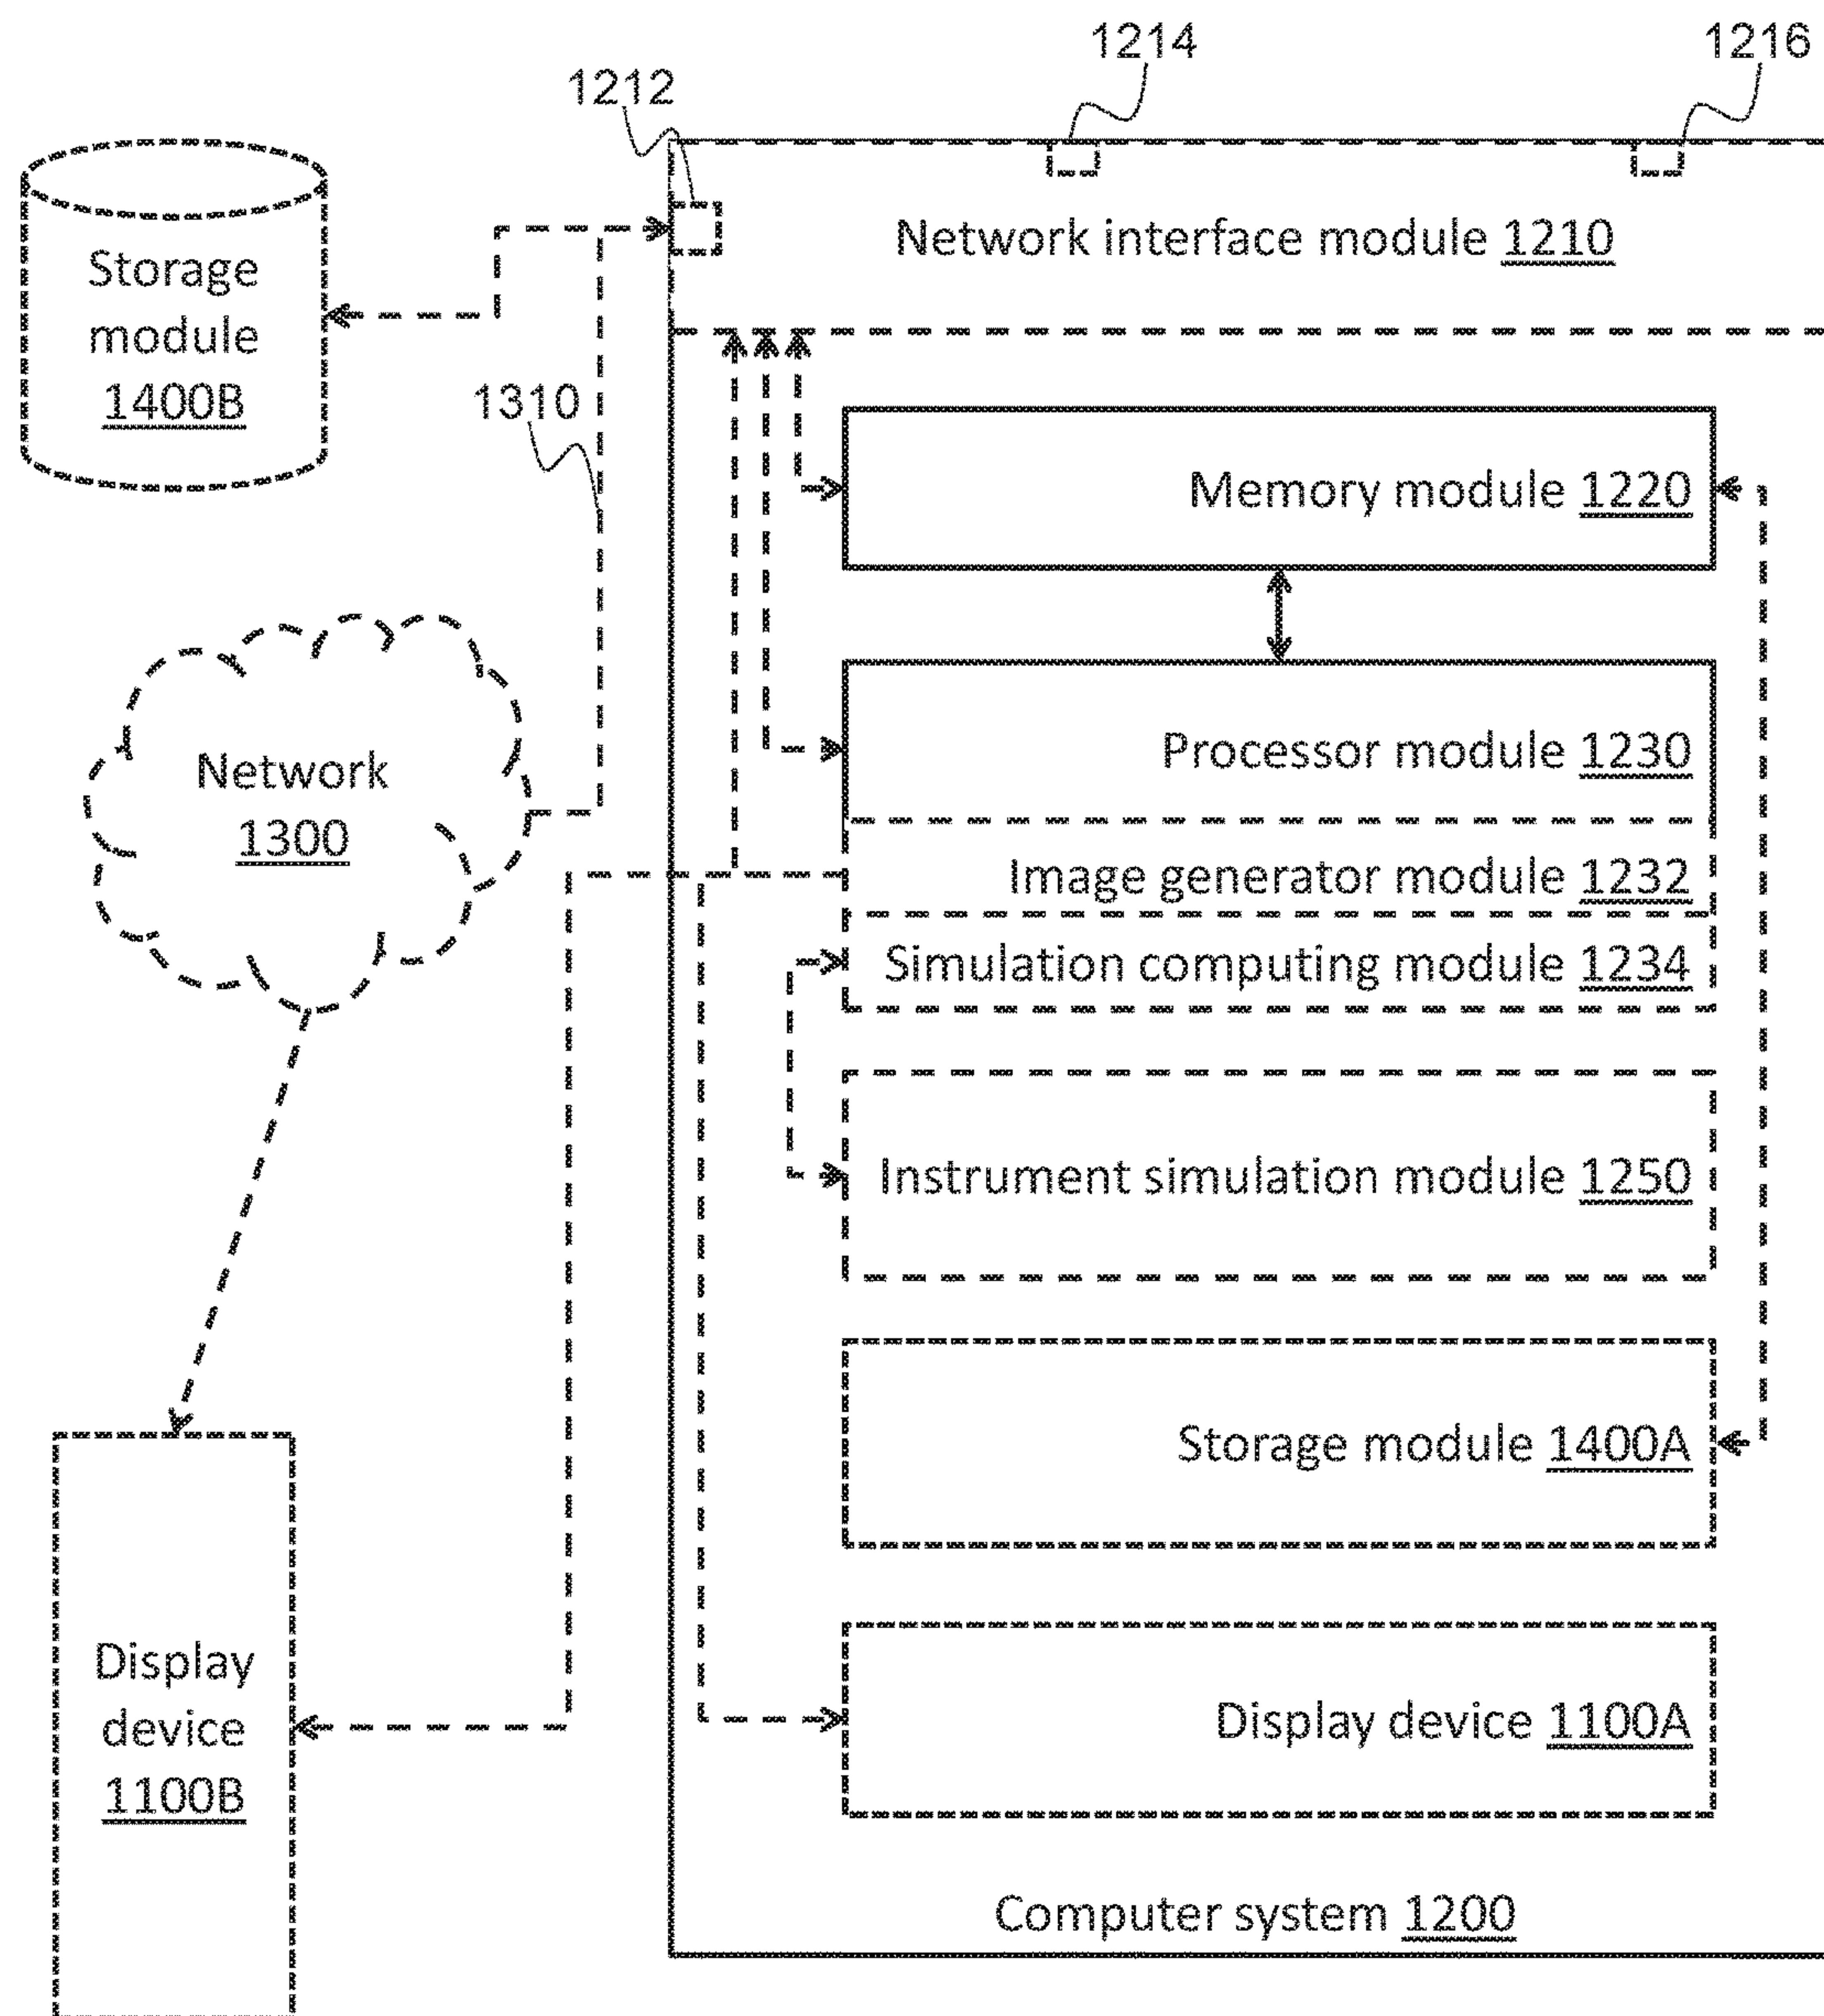 1214
1216
1212
Storage
module
1400B
Network interface module 1210
1310
Memory module 1220
Network
1300
Processor module 1230
Image generator module 1232
Simulation computing module 1234
Instrument simulation module 1250
Storage module 1400A
Display
device
1100B
Display device 1100A
Computer system 1200